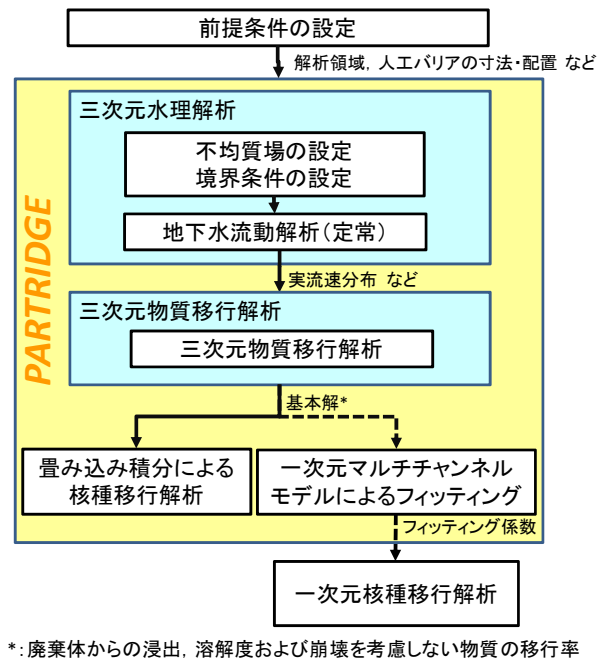 前提条件の設定
解析領域，人工バリアの寸法・配置 など
PARTRIDGE
三次元水理解析
不均質場の設定
境界条件の設定
地下水流動解析（定常）
実流速分布 など
三次元物質移行解析
三次元物質移行解析
基本解*
畳み込み積分による
核種移行解析
一次元マルチチャンネル
モデルによるフィッティング
フィッティング係数
一次元核種移行解析
*：廃棄体からの浸出，溶解度および崩壊を考慮しない物質の移行率